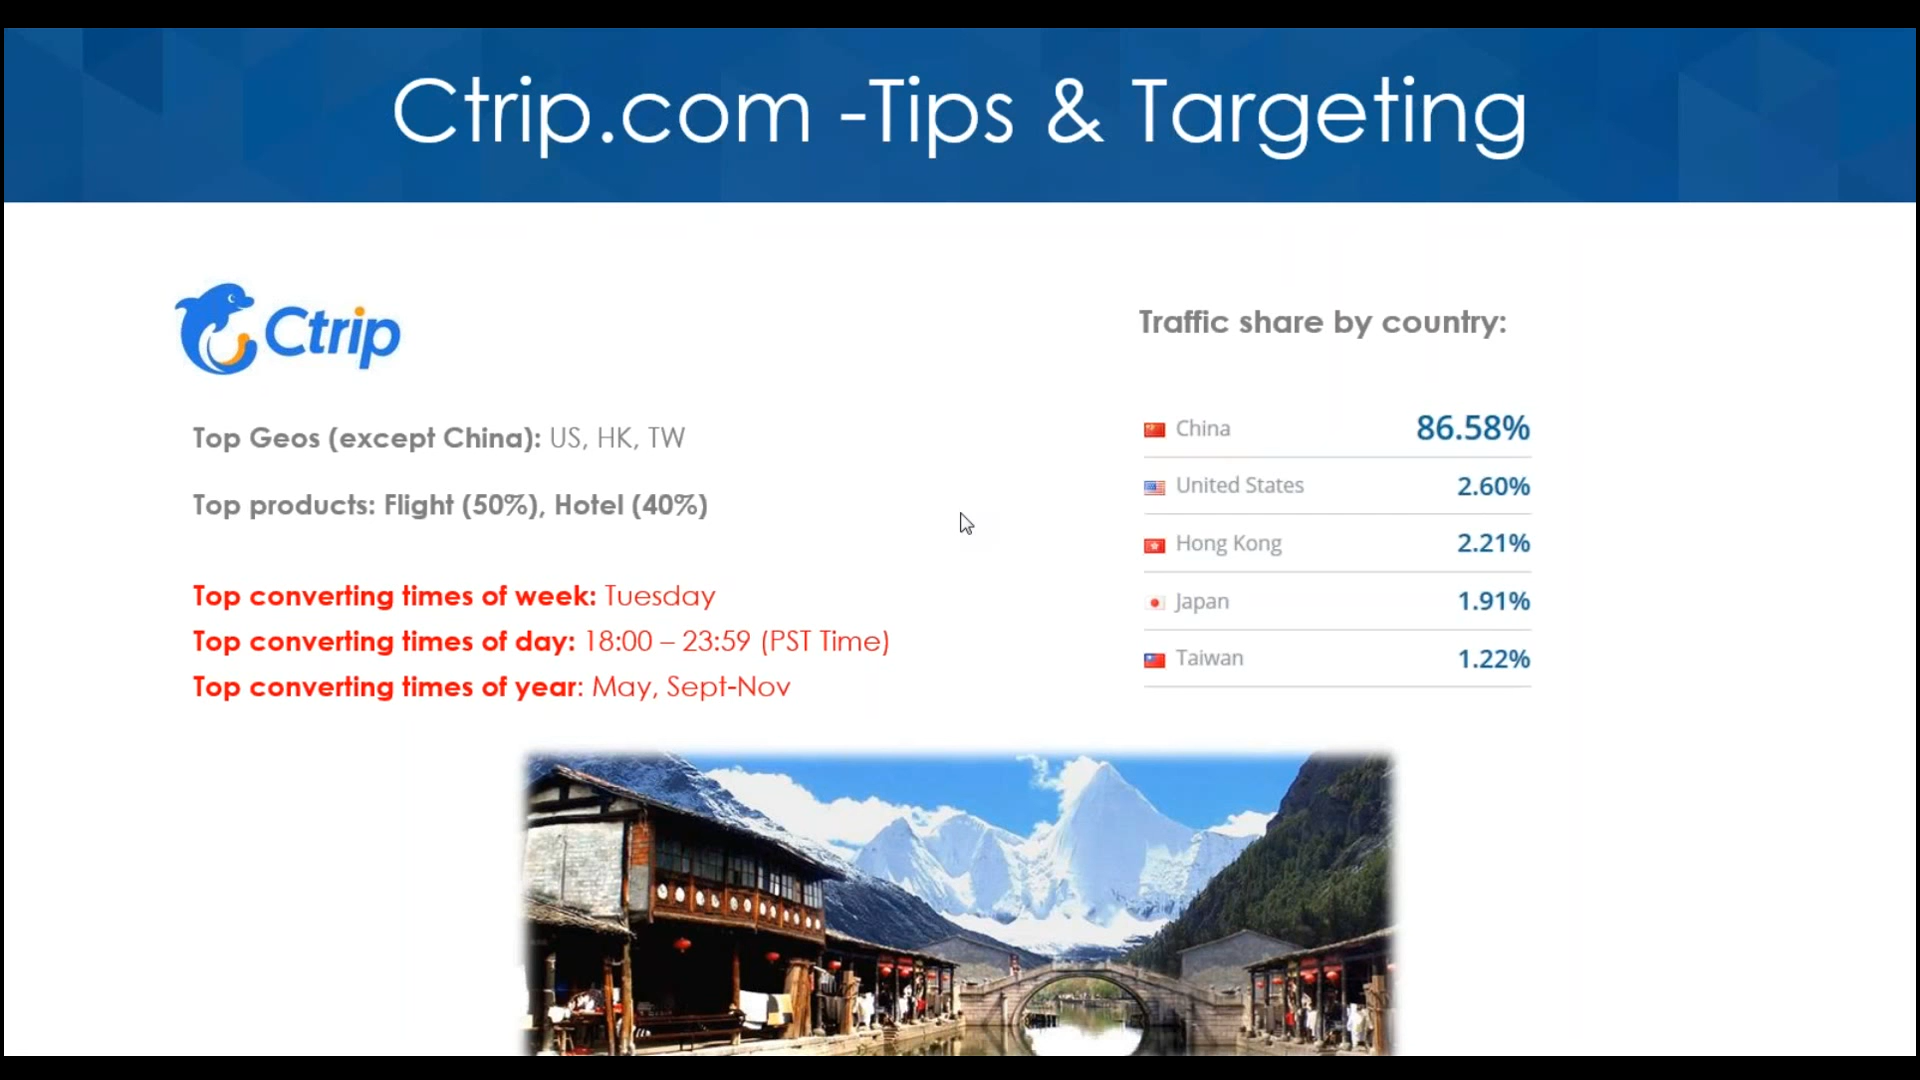 Ctrip.com -Tips & Targeting
Ctrip
Top Geos (except China): US, HK, TW
Top products: Flight (50%), Hotel (40%)
Top converting times of week: Tuesday
Top converting times of day: 18:00 – 23:59 (PST Time)
Top converting times of year: May, Sept-Nov
Traffic share by country:
China 86.58%
United States 2.60%
Hong Kong 2.21%
Japan 1.91%
Taiwan 1.22%